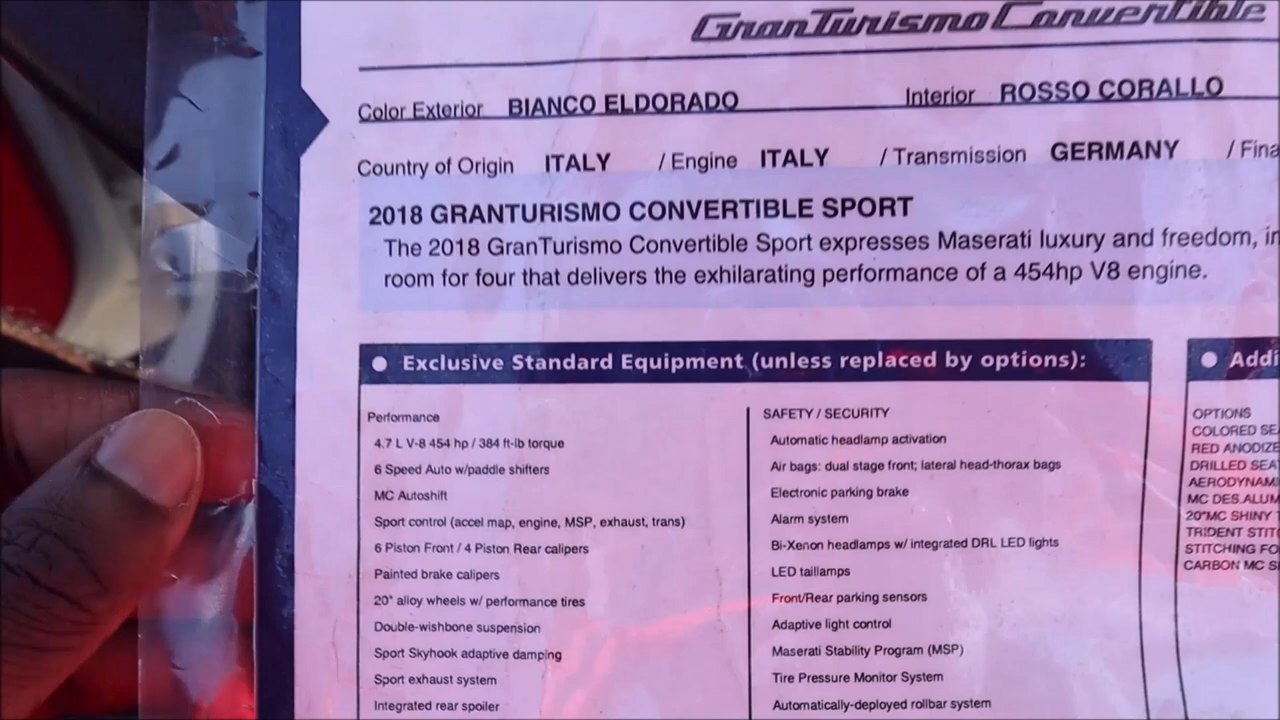 GranTurismo Convertible
Color Exterior BIANCO ELDORADO Interior ROSSO CORALLO
Country of Origin ITALY / Engine ITALY / Transmission GERMANY / Fina
2018 GRANTURISMO CONVERTIBLE SPORT
The 2018 GranTurismo Convertible Sport expresses Maserati luxury and freedom, in
room for four that delivers the exhilarating performance of a 454hp V8 engine.
Exclusive Standard Equipment (unless replaced by options):
Performance
4.7 L V-8 454 hp / 384 ft-lb torque
6 Speed Auto w/paddle shifters
MC Autoshift
Sport control (accel map, engine, MSP, exhaust, trans)
6 Piston Front / 4 Piston Rear calipers
Painted brake calipers
20" alloy wheels w/ performance tires
Double-wishbone suspension
Sport Skyhook adaptive damping
Sport exhaust system
Integrated rear spoiler
SAFETY / SECURITY
Automatic headlamp activation
Air bags: dual stage front; lateral head-thorax bags
Electronic parking brake
Alarm system
Bi-Xenon headlamps w/ integrated DRL LED lights
LED taillamps
Front/Rear parking sensors
Adaptive light control
Maserati Stability Program (MSP)
Tire Pressure Monitor System
Automatically-deployed rollbar system
Addi
OPTIONS
COLORED SEA
RED ANODIZE
DRILLED SEA
AERODYNAM
MC DES.ALUM
20"MC SHINY
TRIDENT STIT
STITCHING FO
CARBON MC S